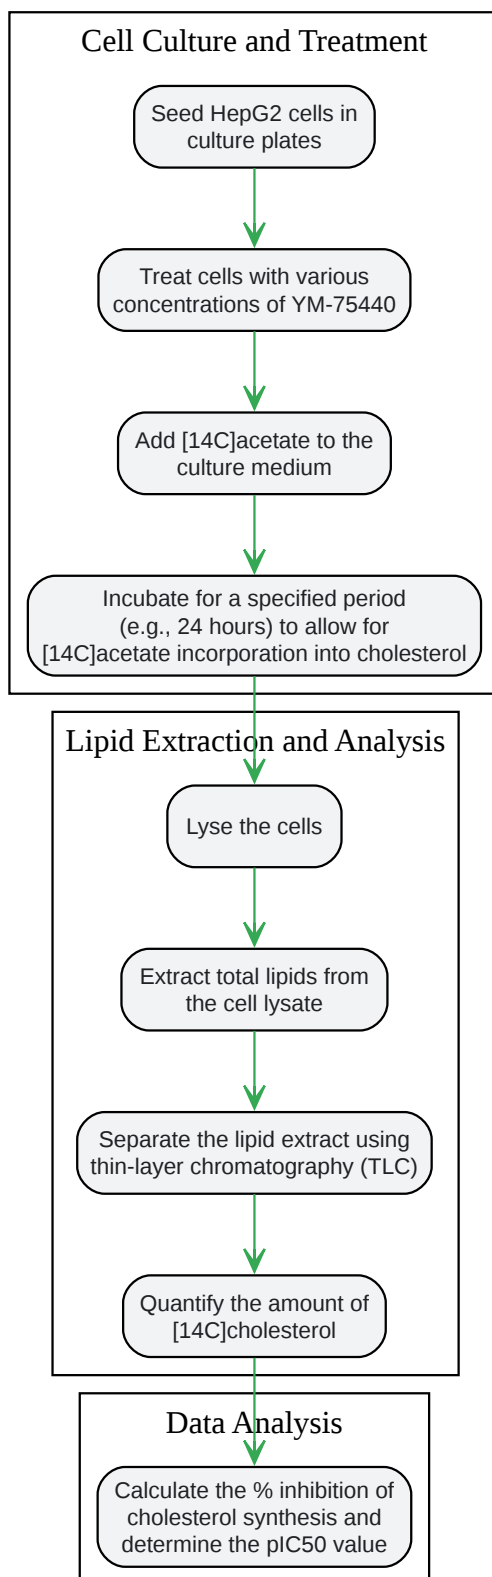 Cell Culture and Treatment
Seed HepG2 cells in
culture plates
Treat cells with various
concentrations of YM-75440
Add [14C]acetate to the
culture medium
Incubate for a specified period
(e.g., 24 hours) to allow for
[14C]acetate incorporation into cholesterol
Lipid Extraction and Analysis
Lyse the cells
Extract total lipids from
the cell lysate
Separate the lipid extract using
thin-layer chromatography (TLC)
Quantify the amount of
[14C]cholesterol
Data Analysis
Calculate the % inhibition of
cholesterol synthesis and
determine the pIC50 value